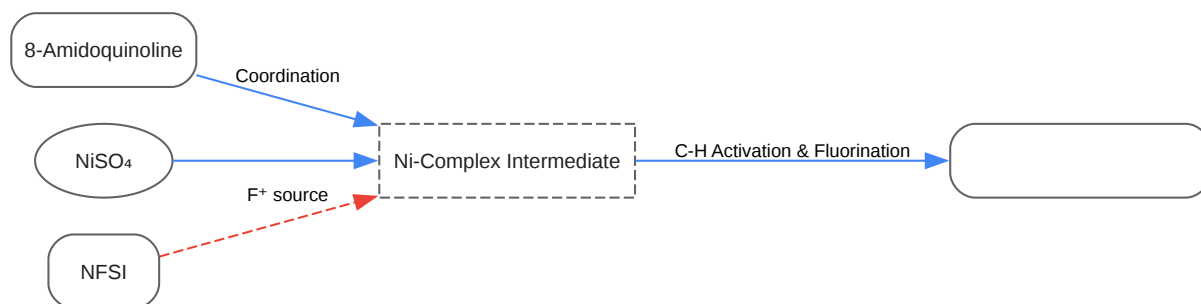 8-Amidoquinoline
Coordination
NiSO₄
Ni-Complex Intermediate
C-H Activation & Fluorination
F⁺ source
NFSI